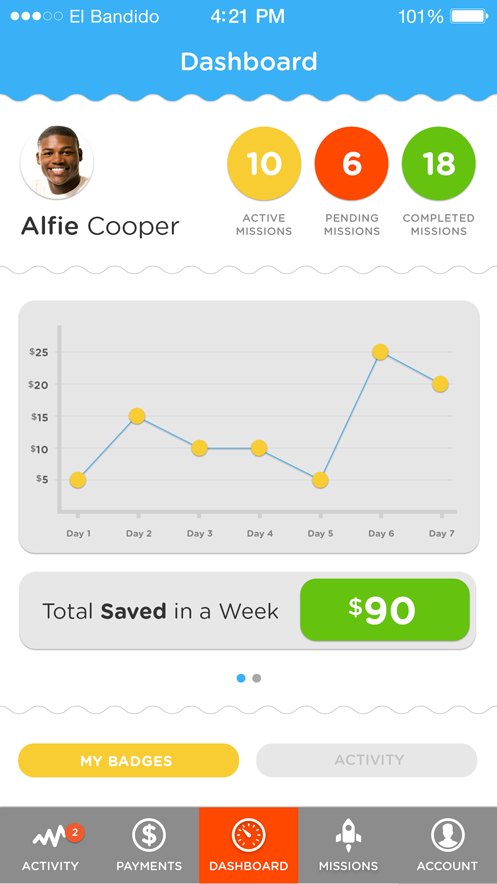 El Bandido 4:21 PM 101%
Dashboard
10 6 18
ACTIVE MISSIONS
PENDING MISSIONS
COMPLETED MISSIONS
Alfie Cooper
$25
$20
$15
$10
$5
Day 1 Day 2 Day 3 Day 4 Day 5 Day 6 Day 7
Total Saved in a Week $90
MY BADGES ACTIVITY
2
ACTIVITY PAYMENTS DASHBOARD MISSIONS ACCOUNT